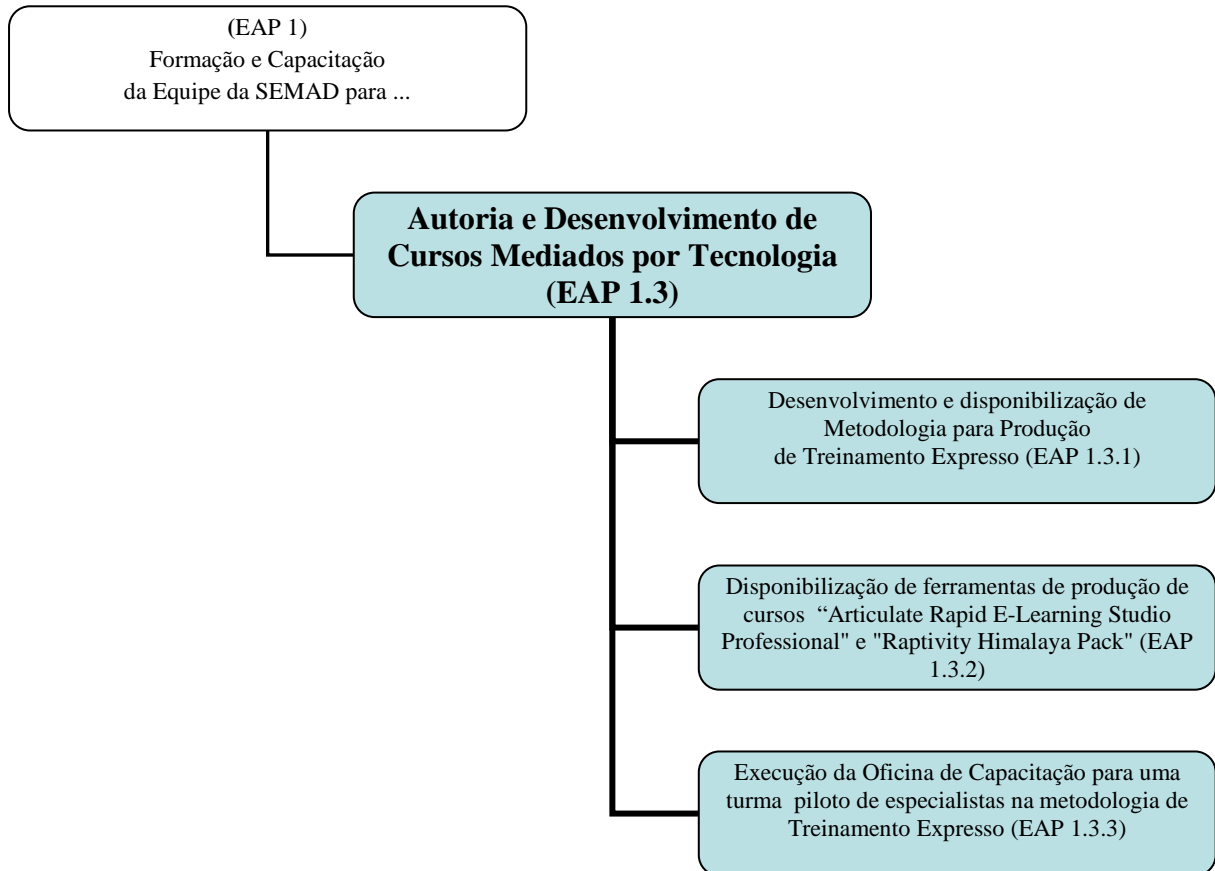 (EAP 1)
Formação e Capacitação
da Equipe da SEMAD para ...
Autoria e Desenvolvimento de
Cursos Mediados por Tecnologia
(EAP 1.3)
Desenvolvimento e disponibilização de
Metodologia para Produção
de Treinamento Expresso (EAP 1.3.1)
Disponibilização de ferramentas de produção de
cursos “Articulate Rapid E-Learning Studio
Professional" e "Raptivity Himalaya Pack" (EAP
1.3.2)
Execução da Oficina de Capacitação para uma
turma piloto de especialistas na metodologia de
Treinamento Expresso (EAP 1.3.3)